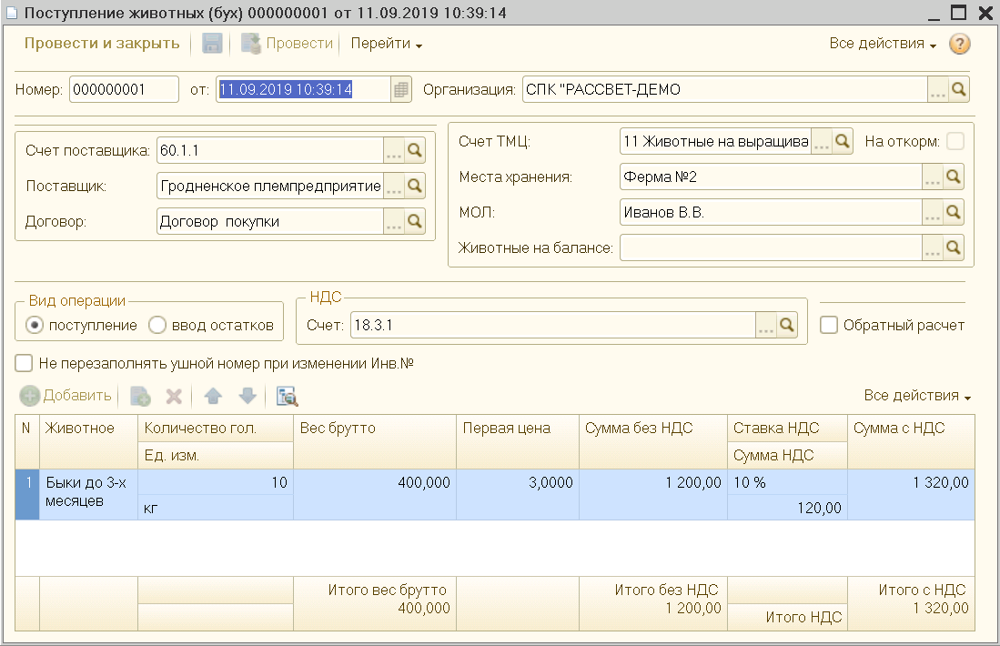 Поступление животных (бух) 000000001 от 11.09.2019 10:39:14
Провести и закрыть Провести Перейти Все действия
Номер: 000000001 от: 11.09.2019 10:39:14 Организация: СПК "РАССВЕТ-ДЕМО
Счет поставщика: 60.1.1
Поставщик: Гродненское племпредприятие
Договор: Договор покупки
Счет ТМЦ: 11 Животные на выращива На откорм:
Места хранения: Ферма №2
МОЛ: Иванов В.В.
Животные на балансе:
Вид операции
поступление ввод остатков
НДС
Счет: 18.3.1
Обратный расчет
Не перезаполнять ушной номер при изменении Инв.№
Добавить Все действия
N Животное Количество гол. Вес брутто Первая цена Сумма без НДС Ставка НДС Сумма с НДС
Ед. изм. Сумма НДС
1 Быки до 3-х 10 400,000 3,0000 1 200,00 10 % 1 320,00
месяцев кг 120,00
Итого вес брутто Итого без НДС Итого с НДС
400,000 1 200,00 1 320,00
Итого НДС